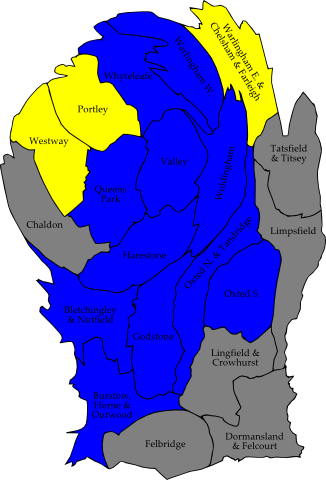 Warlingham E. &
Chelsham & Farleigh
Warlingham W.
Whyteleafe
Portley
Westway
Valley
Tatsfield
& Titsey
Woldingham
Queens
Park
Chaldon
Limpsfield
Harestone
Oxted N. & Tandridge
Oxted S.
Bletchingley
& Nutfield
Godstone
Lingfield &
Crowhurst
Burstow,
Horne &
Outwood
Felbridge
Dormansland
& Felcourt